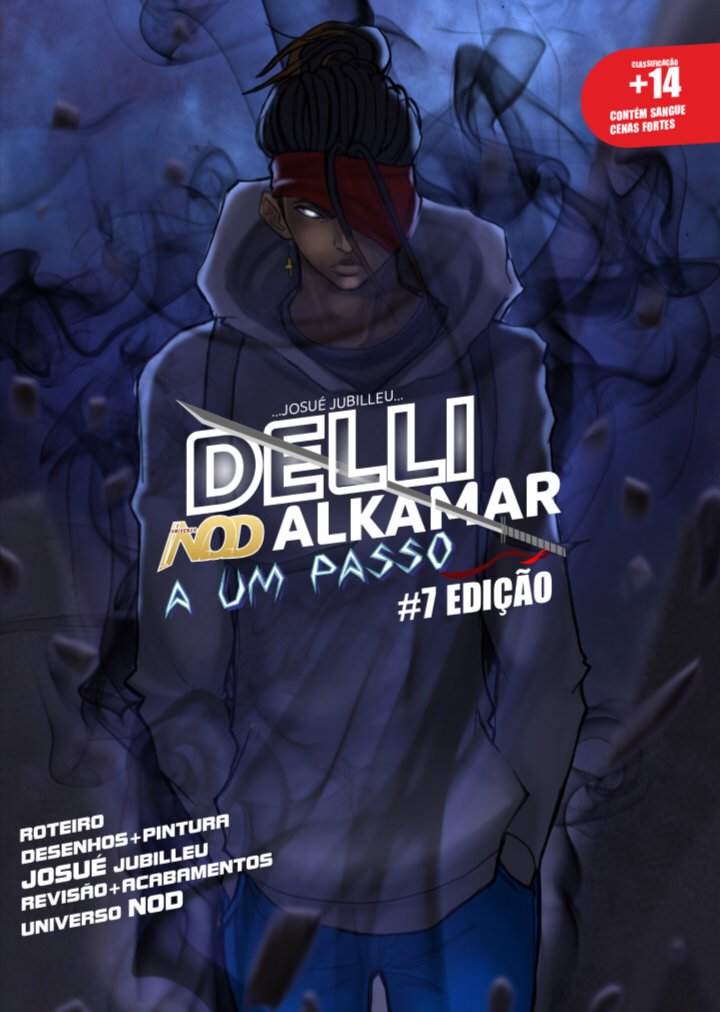 CLASSIFICAÇÃO
+14
CONTÉM SANGUE
CENAS FORTES
...JOSUÉ JUBILLEU...
DELLI
NOD ALKAMAR
A UM PASSO
#7 EDIÇÃO
ROTEIRO
DESENHOS+PINTURA
JOSUÉ JUBILLEU
REVISÃO+ACABAMENTOS
UNIVERSO NOD